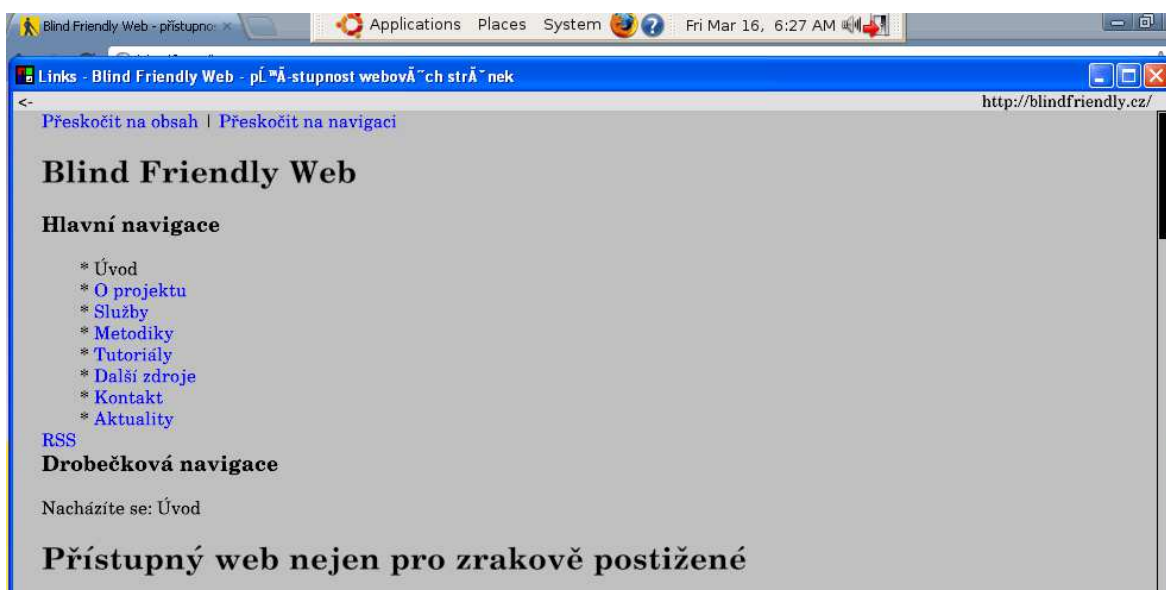 Blind Friendly Web - přístupno
Applications Places System Fri Mar 16, 6:27 AM
Links - Blind Friendly Web - pĹ™Ă­stupnost webovĂ˝ch strĂˇnek
<- http://blindfriendly.cz/
Přeskočit na obsah | Přeskočit na navigaci
Blind Friendly Web
Hlavní navigace
* Úvod
* O projektu
* Služby
* Metodiky
* Tutoriály
* Další zdroje
* Kontakt
* Aktuality
RSS
Drobečková navigace
Nacházíte se: Úvod
Přístupný web nejen pro zrakově postižené